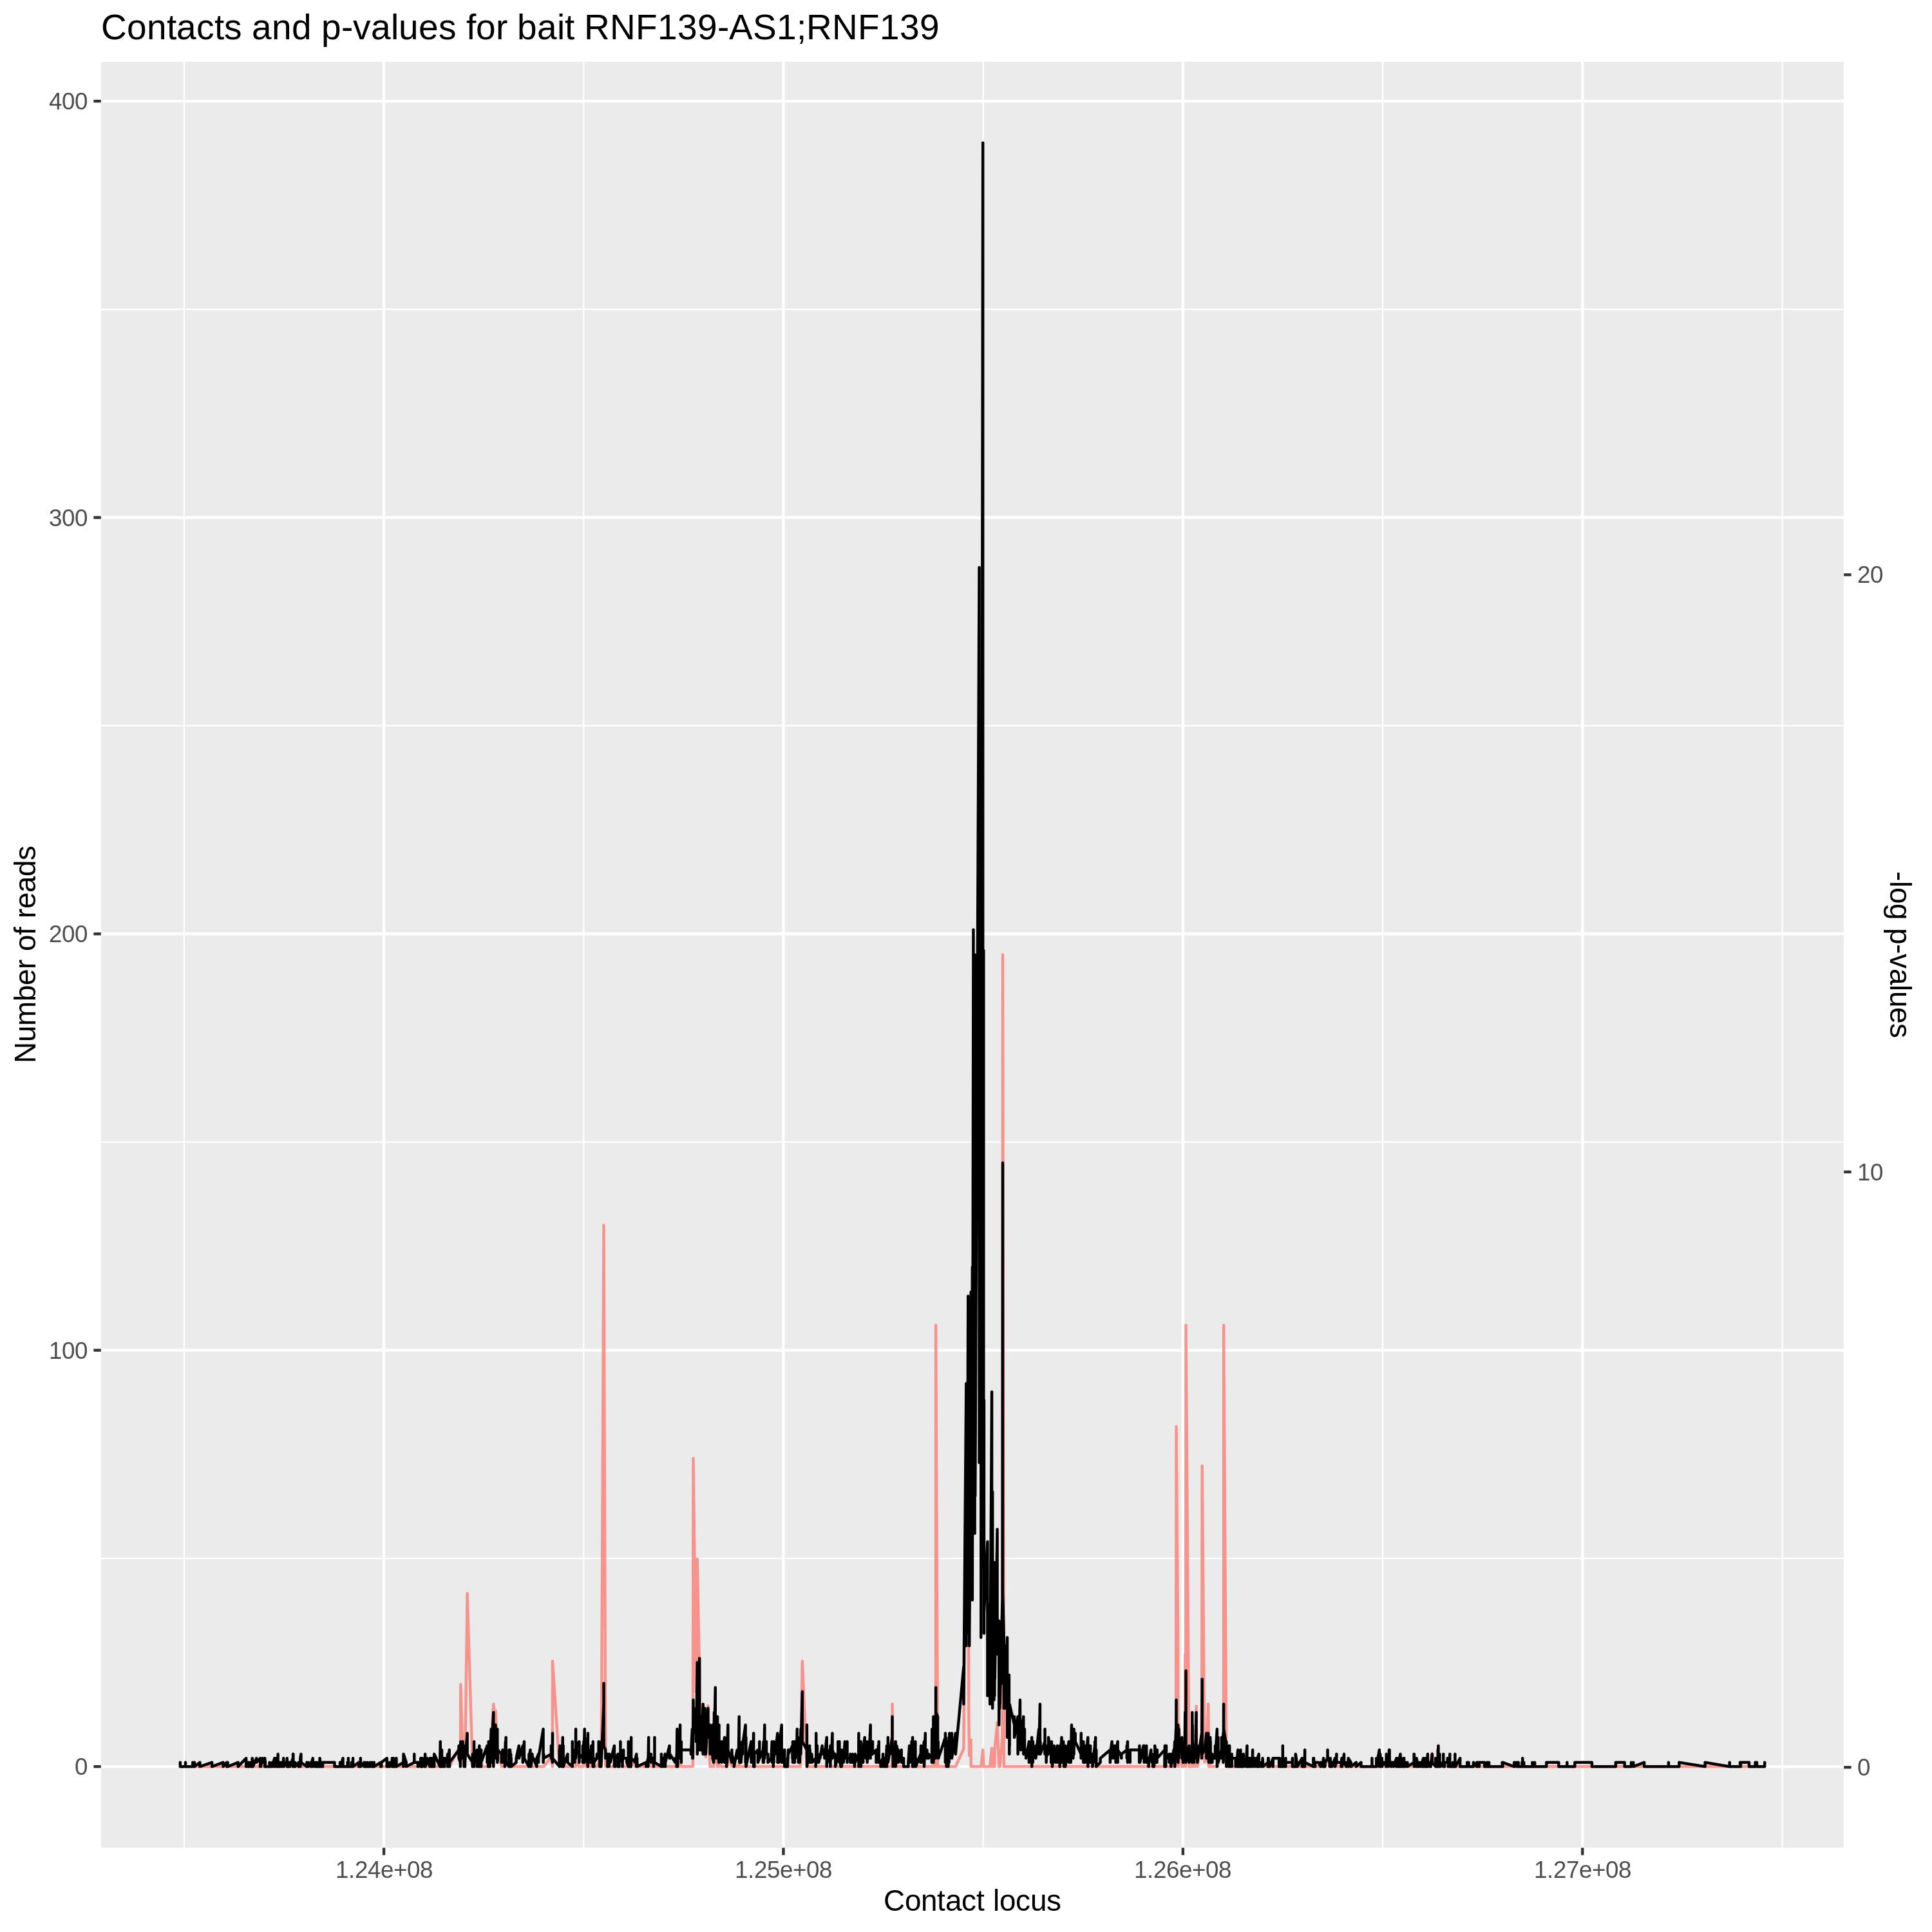 Contacts and p-values for bait RNF139-AS1;RNF139
400
300
200
100
0
Number of reads
20
10
0
-log p-values
1.24e+08
1.25e+08
1.26e+08
1.27e+08
Contact locus